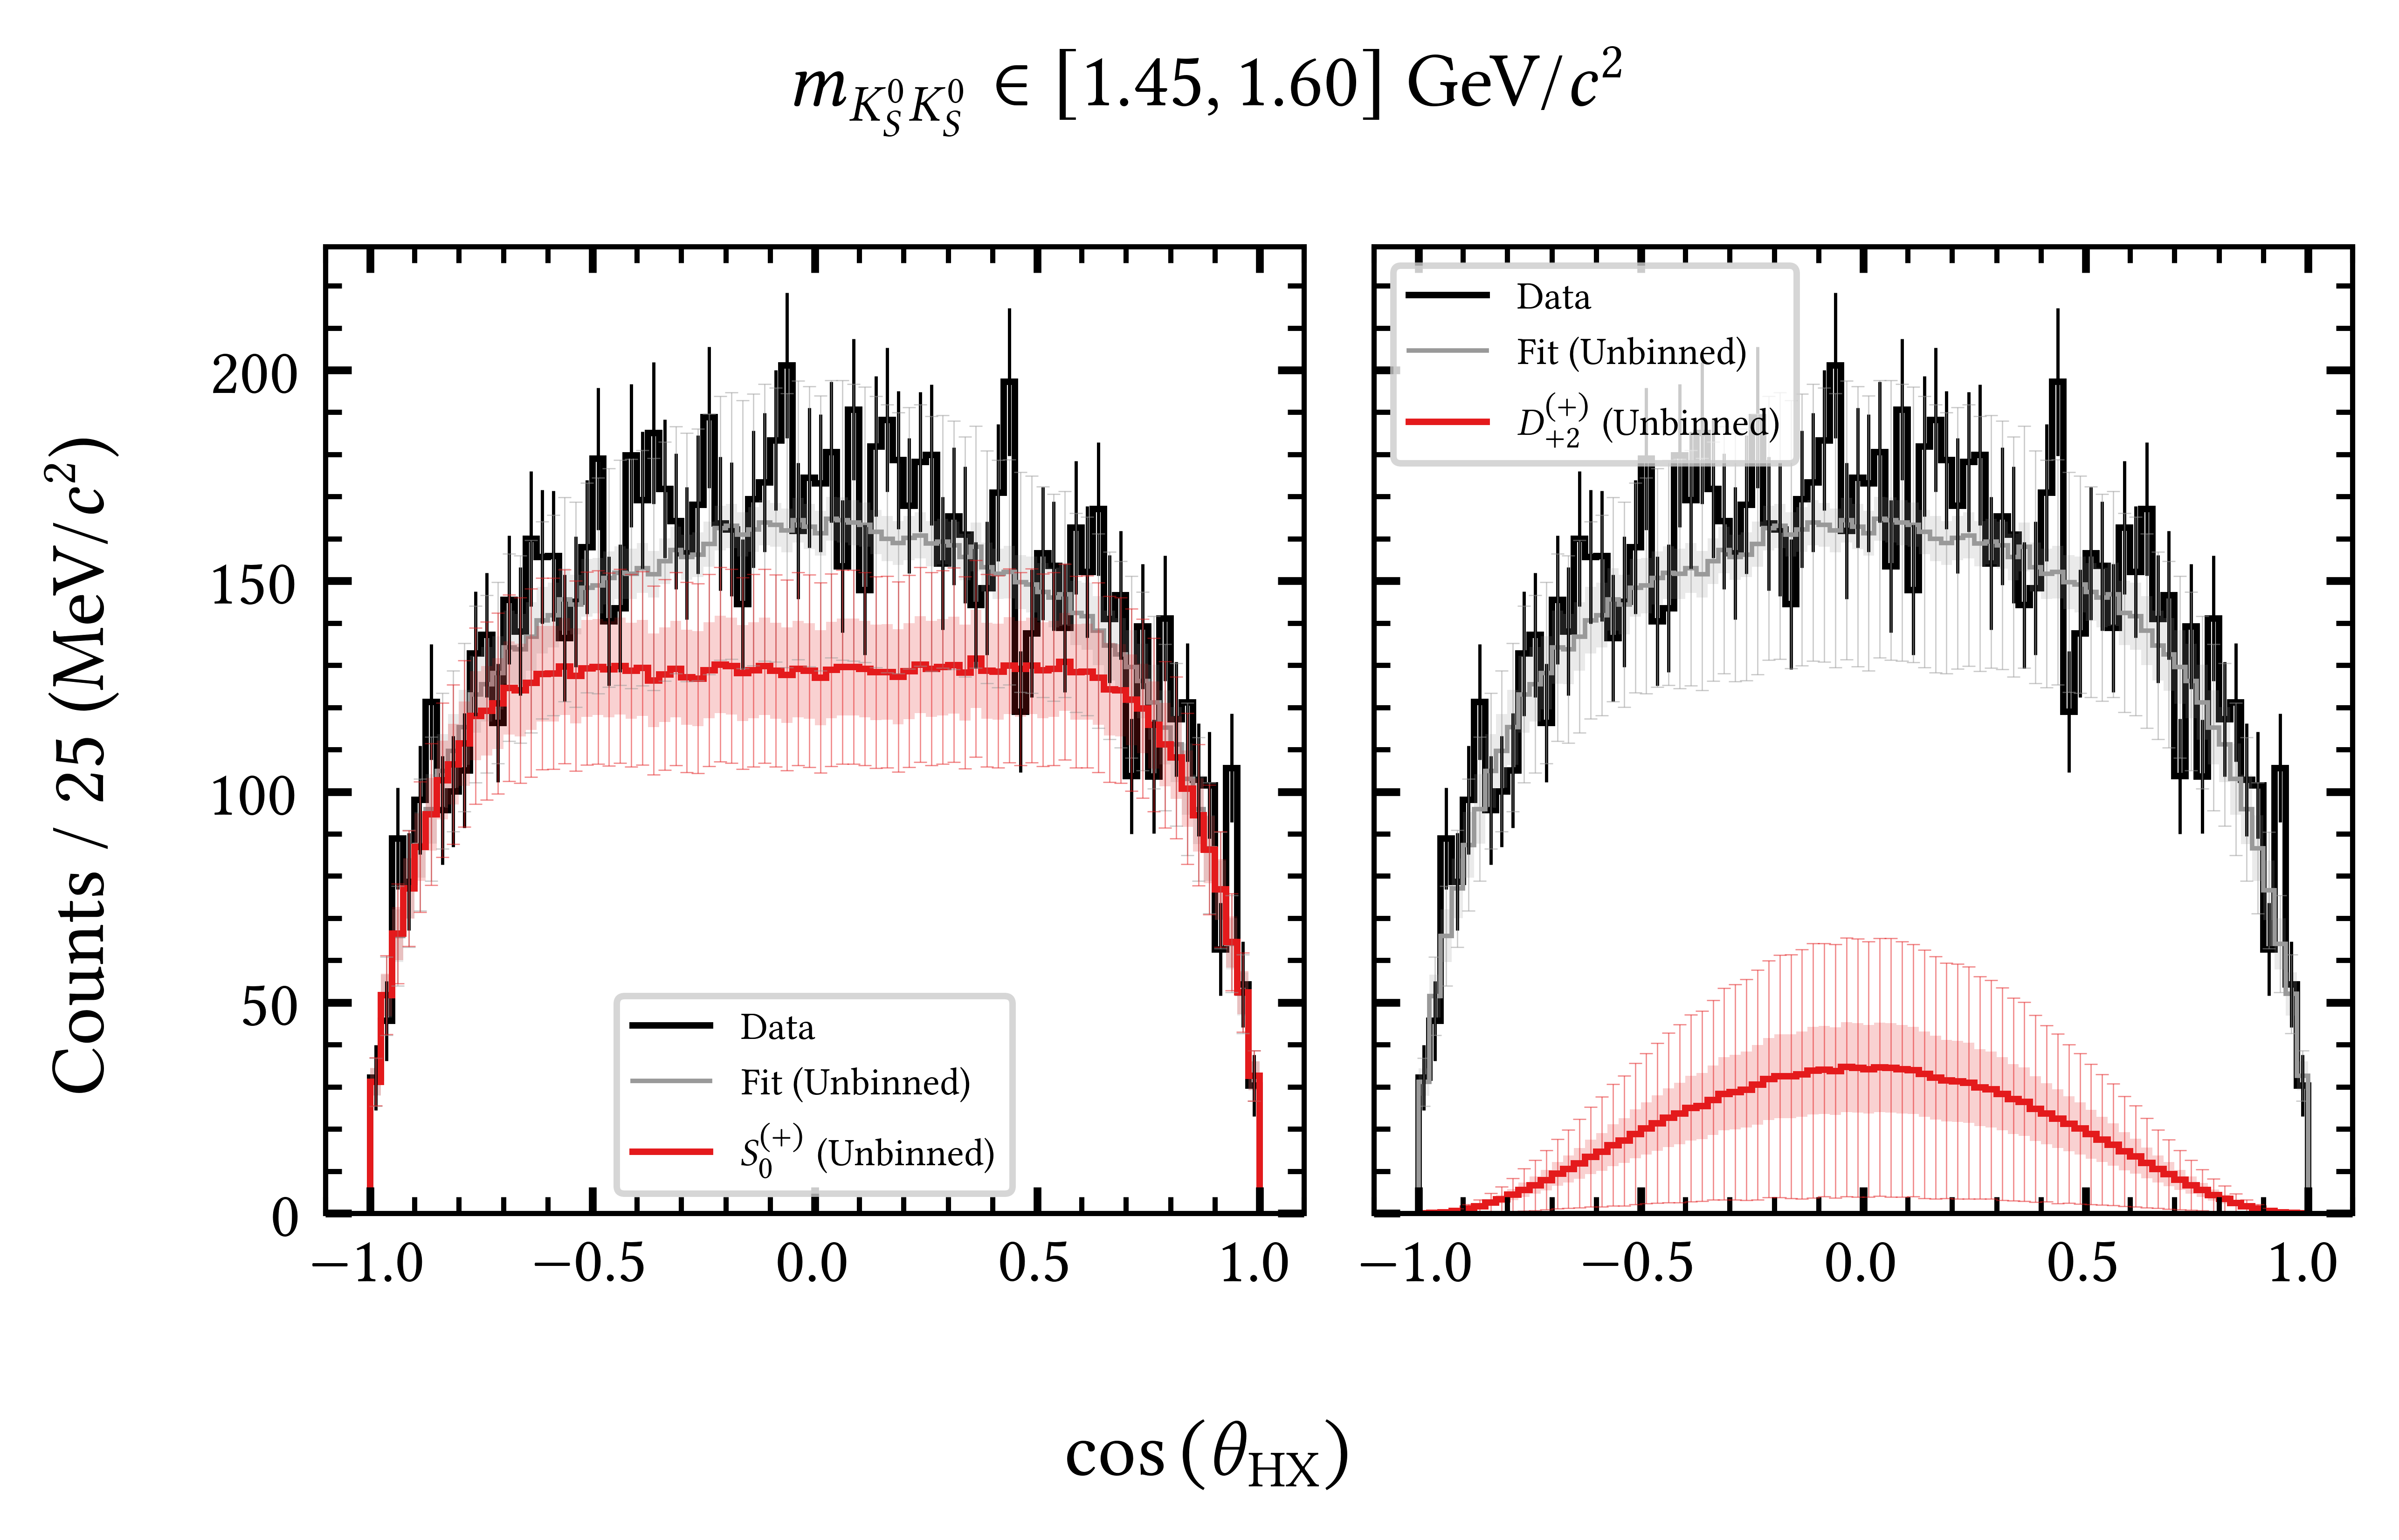 m_{K_S^0 K_S^0} ∈ [1.45, 1.60] GeV/c²
Counts / 25 (MeV/c²)
200
150
100
50
0
Data
Fit (Unbinned)
S_0^{(+)} (Unbinned)
−1.0 −0.5 0.0 0.5 1.0
Data
Fit (Unbinned)
D_{+2}^{(+)} (Unbinned)
−1.0 −0.5 0.0 0.5 1.0
cos (θ_{HX})